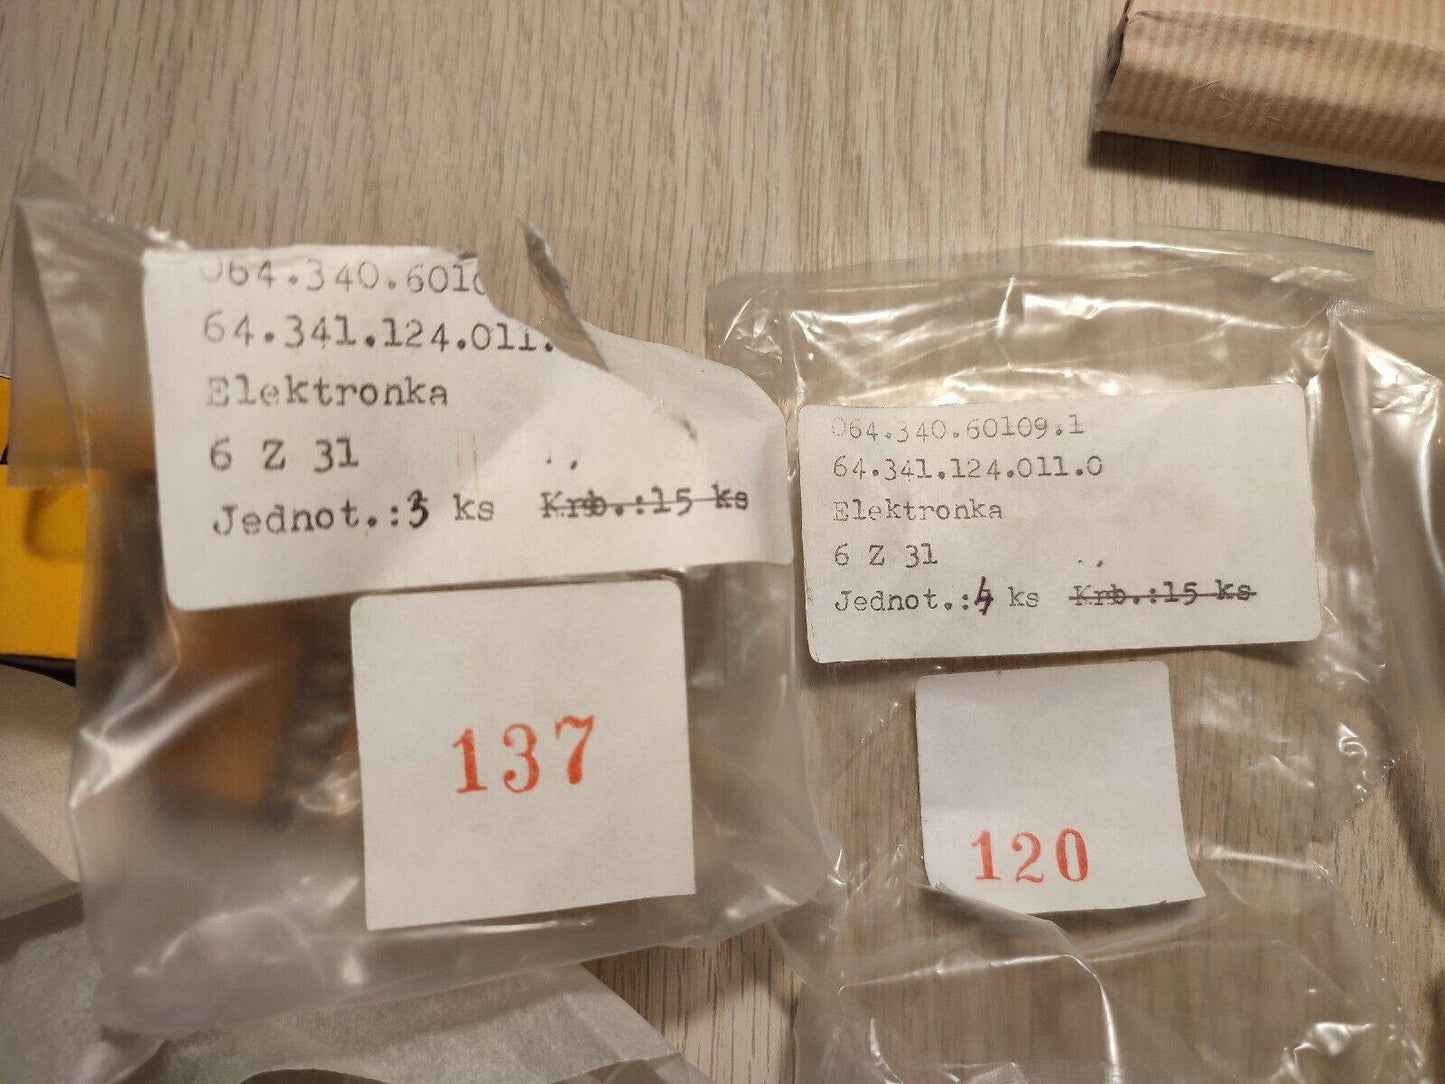 064.340.6010
64.341.124.011.
Elektronka
6 Z 31
Jednot.:3 ks Krb.:15 ks
137
064.340.60109.1
64.341.124.011.0
Elektronka
6 Z 31
Jednot.:4 ks Krb.:15 ks
120